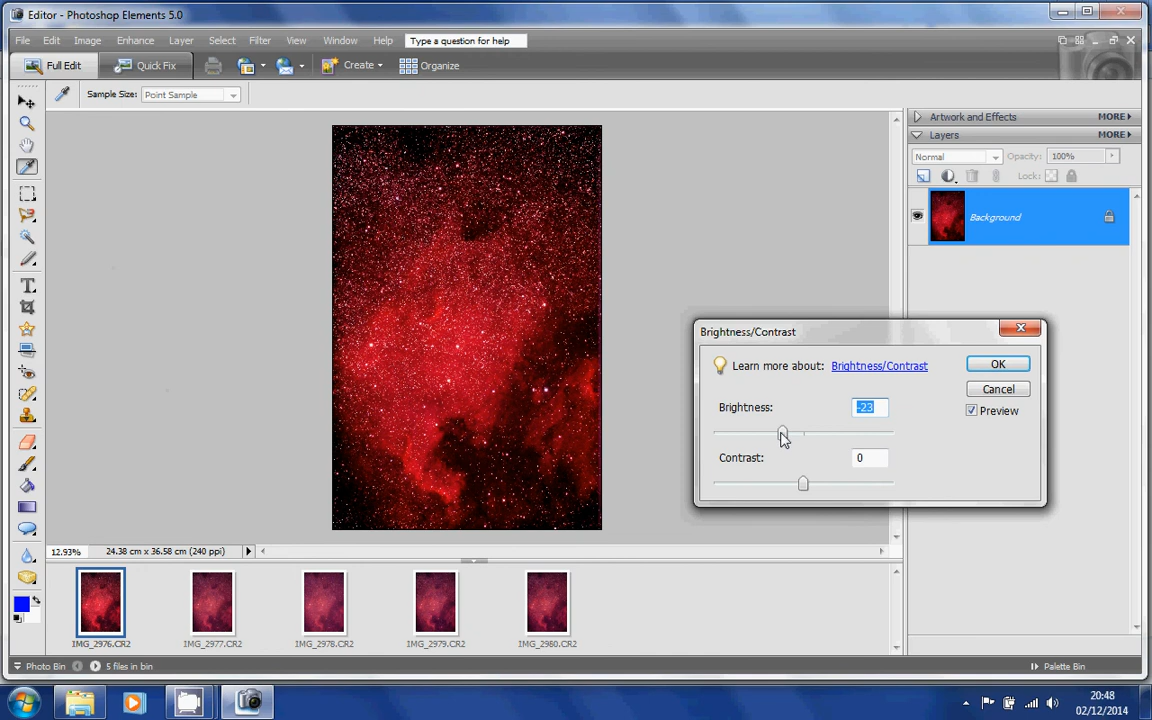 Editor - Photoshop Elements 5.0
File Edit Image Enhance Layer Select Filter View Window Help Type a question for help
Full Edit Quick Fix Create Organize
Sample Size: Point Sample
Artwork and Effects MORE
Layers MORE
Normal Opacity: 100%
Lock:
Background
Brightness/Contrast
Learn more about: Brightness/Contrast OK
Cancel
Brightness: -23 Preview
Contrast: 0
12.93% 24.38 cm x 36.58 cm (240 ppi)
IMG_2976.CR2 IMG_2977.CR2 IMG_2978.CR2 IMG_2979.CR2 IMG_2980.CR2
Photo Bin 5 files in bin Palette Bin
20:48
02/12/2014